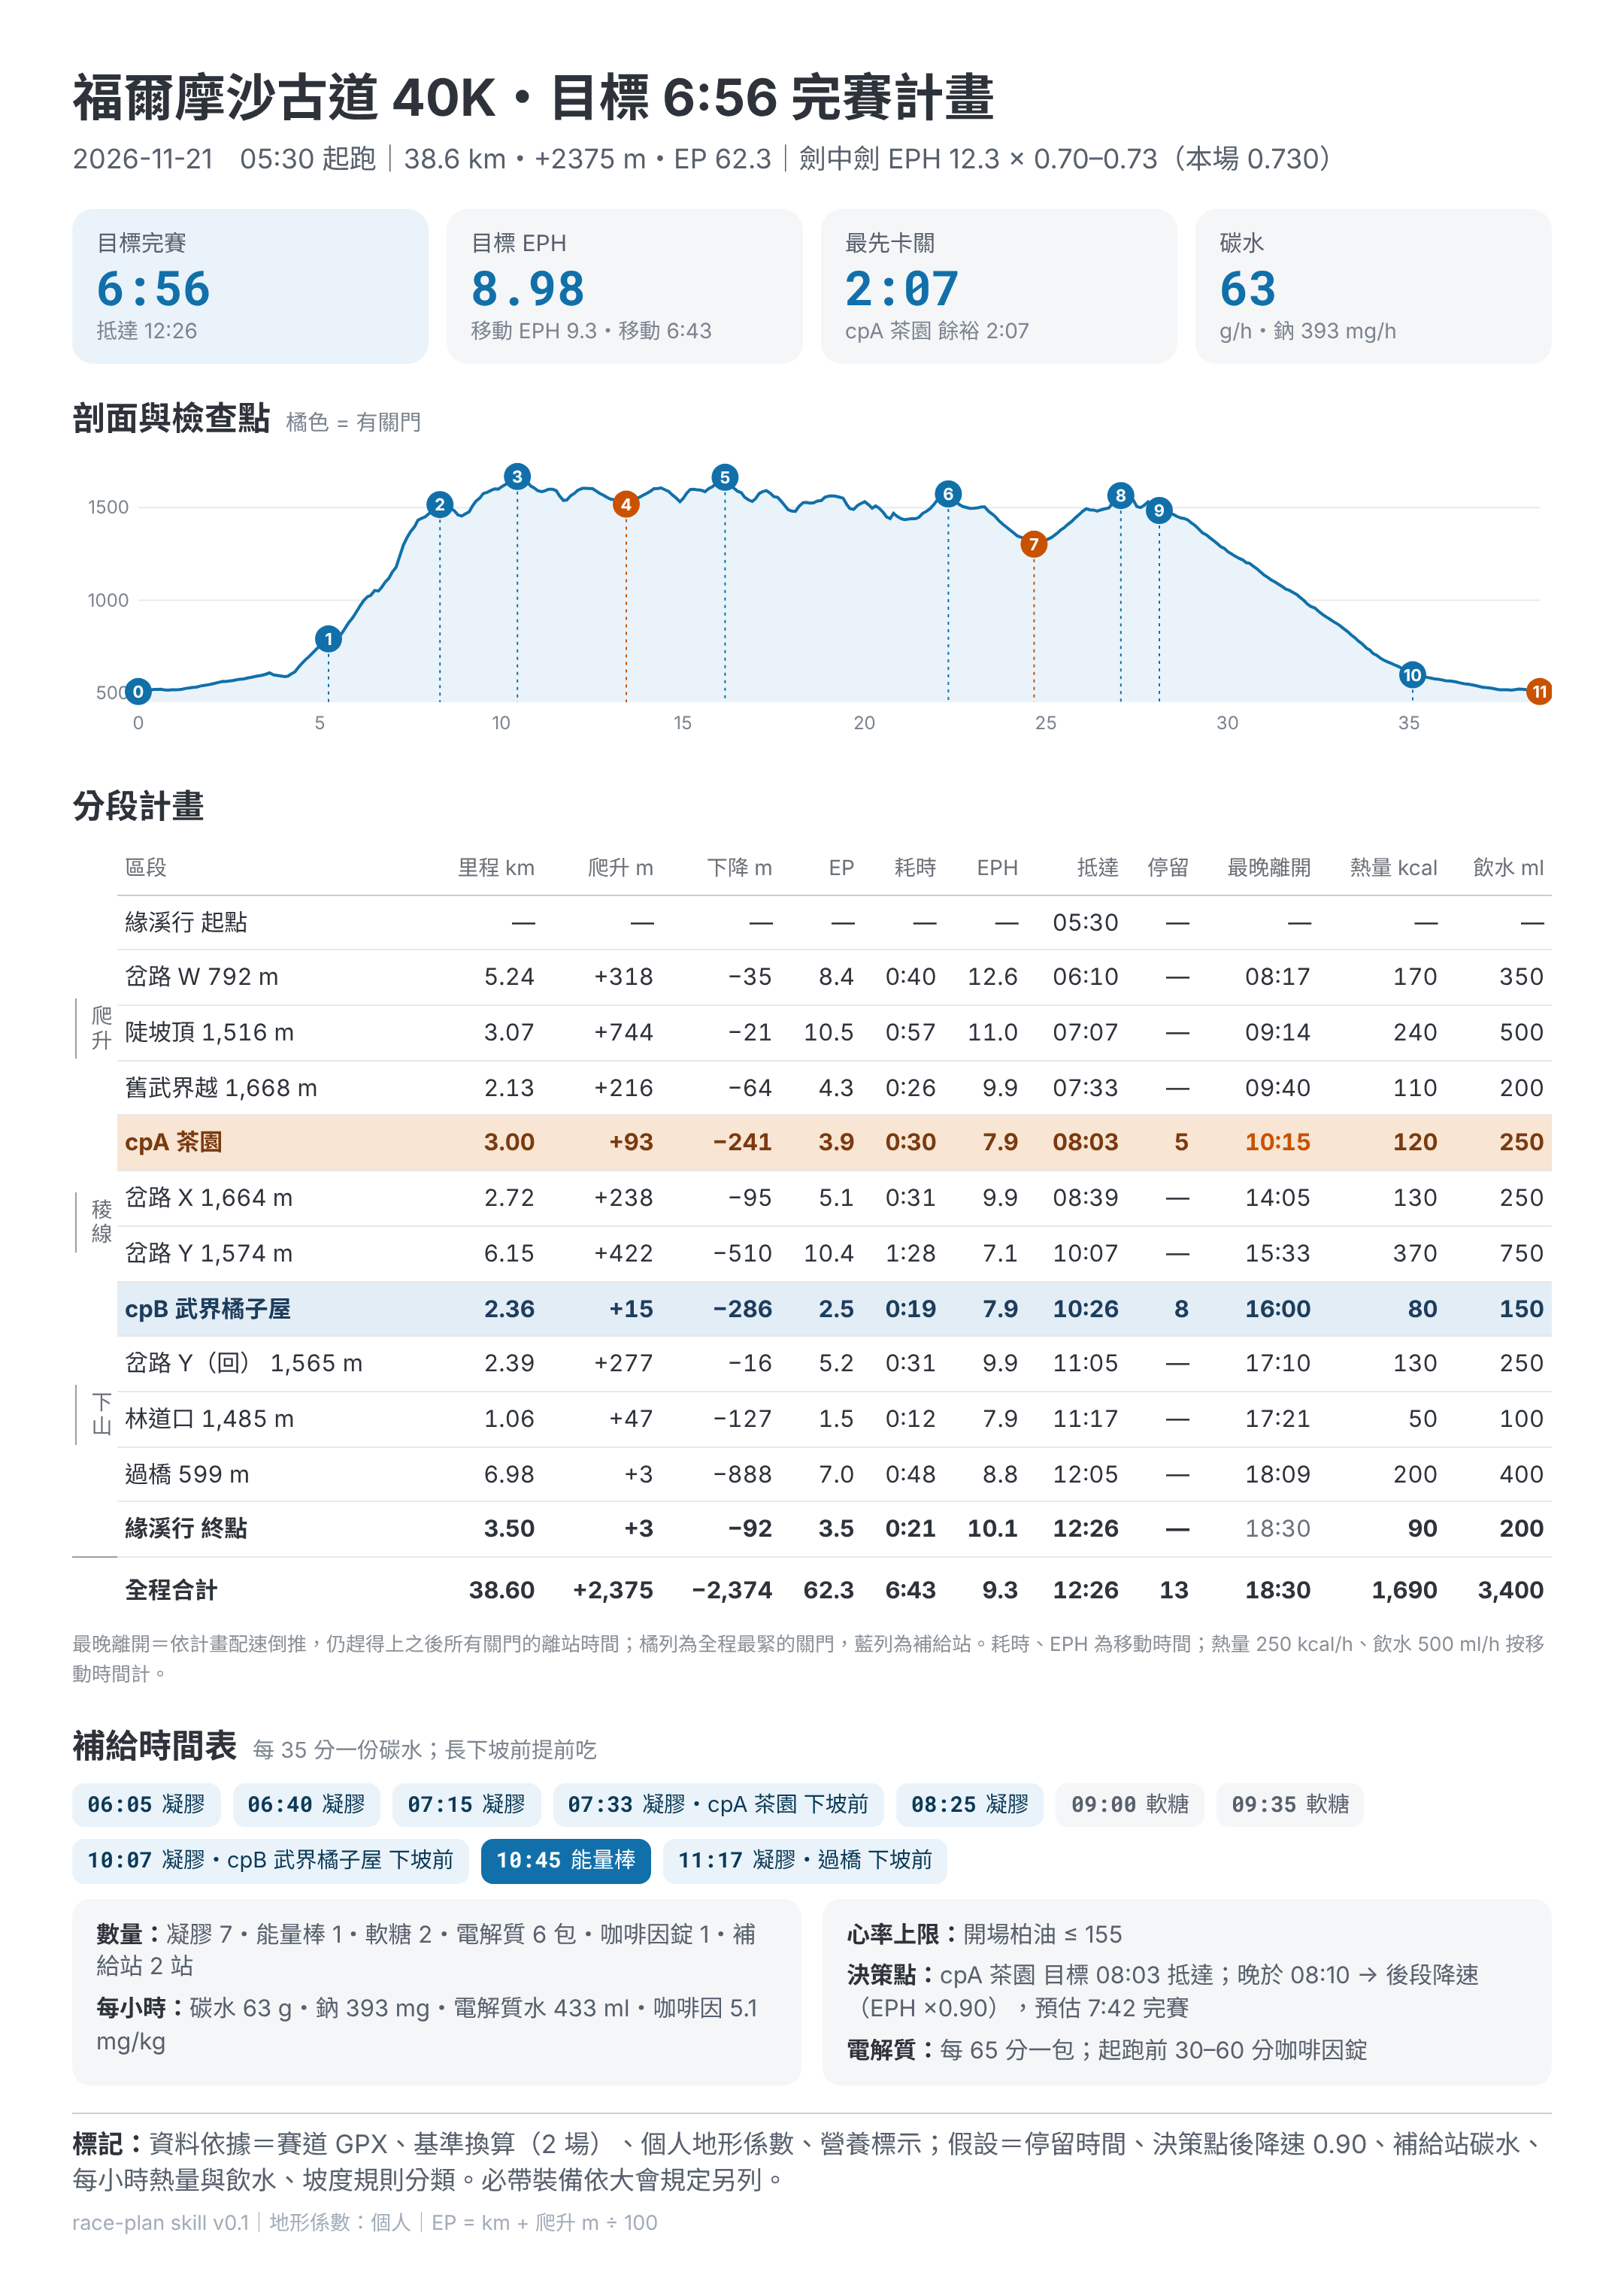 福爾摩沙古道 40K・目標 6:56 完賽計畫
2026-11-21　05:30 起跑｜38.6 km・+2375 m・EP 62.3｜劍中劍 EPH 12.3 × 0.70–0.73（本場 0.730）
目標完賽
6:56
抵達 12:26
目標 EPH
8.98
移動 EPH 9.3・移動 6:43
最先卡關
2:07
cpA 茶園 餘裕 2:07
碳水
63
g/h・鈉 393 mg/h
剖面與檢查點 橘色 = 有關門
1500
1000
500
0 1 2 3 4 5 6 7 8 9 10 11
0 5 10 15 20 25 30 35
分段計畫
區段 里程 km 爬升 m 下降 m EP 耗時 EPH 抵達 停留 最晚離開 熱量 kcal 飲水 ml
緣溪行 起點 — — — — — — 05:30 — — — —
爬升
岔路 W 792 m 5.24 +318 −35 8.4 0:40 12.6 06:10 — 08:17 170 350
陡坡頂 1,516 m 3.07 +744 −21 10.5 0:57 11.0 07:07 — 09:14 240 500
舊武界越 1,668 m 2.13 +216 −64 4.3 0:26 9.9 07:33 — 09:40 110 200
cpA 茶園 3.00 +93 −241 3.9 0:30 7.9 08:03 5 10:15 120 250
稜線
岔路 X 1,664 m 2.72 +238 −95 5.1 0:31 9.9 08:39 — 14:05 130 250
岔路 Y 1,574 m 6.15 +422 −510 10.4 1:28 7.1 10:07 — 15:33 370 750
cpB 武界橘子屋 2.36 +15 −286 2.5 0:19 7.9 10:26 8 16:00 80 150
岔路 Y（回） 1,565 m 2.39 +277 −16 5.2 0:31 9.9 11:05 — 17:10 130 250
下山
林道口 1,485 m 1.06 +47 −127 1.5 0:12 7.9 11:17 — 17:21 50 100
過橋 599 m 6.98 +3 −888 7.0 0:48 8.8 12:05 — 18:09 200 400
緣溪行 終點 3.50 +3 −92 3.5 0:21 10.1 12:26 — 18:30 90 200
全程合計 38.60 +2,375 −2,374 62.3 6:43 9.3 12:26 13 18:30 1,690 3,400
最晚離開＝依計畫配速倒推，仍趕得上之後所有關門的離站時間；橘列為全程最緊的關門，藍列為補給站。耗時、EPH 為移動時間；熱量 250 kcal/h、飲水 500 ml/h 按移
動時間計。
補給時間表 每 35 分一份碳水；長下坡前提前吃
06:05 凝膠 06:40 凝膠 07:15 凝膠 07:33 凝膠・cpA 茶園 下坡前 08:25 凝膠 09:00 軟糖 09:35 軟糖
10:07 凝膠・cpB 武界橘子屋 下坡前 10:45 能量棒 11:17 凝膠・過橋 下坡前
數量：凝膠 7・能量棒 1・軟糖 2・電解質 6 包・咖啡因錠 1・補
給站 2 站
每小時：碳水 63 g・鈉 393 mg・電解質水 433 ml・咖啡因 5.1
mg/kg
心率上限：開場柏油 ≤ 155
決策點：cpA 茶園 目標 08:03 抵達；晚於 08:10 → 後段降速
（EPH ×0.90），預估 7:42 完賽
電解質：每 65 分一包；起跑前 30–60 分咖啡因錠
標記：資料依據＝賽道 GPX、基準換算（2 場）、個人地形係數、營養標示；假設＝停留時間、決策點後降速 0.90、補給站碳水、
每小時熱量與飲水、坡度規則分類。必帶裝備依大會規定另列。
race-plan skill v0.1｜地形係數：個人｜EP = km + 爬升 m ÷ 100